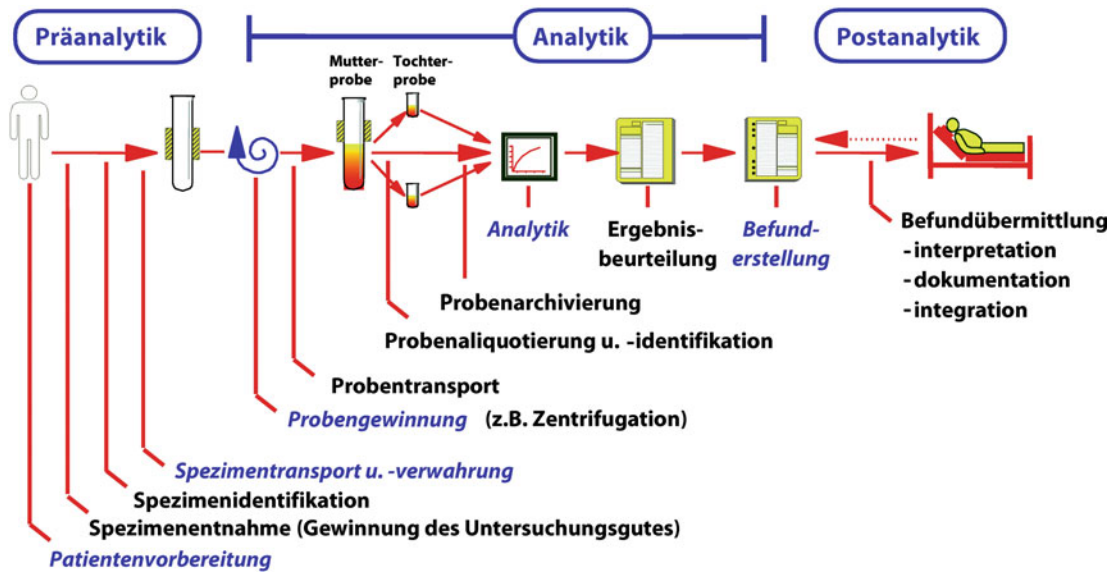 Präanalytik
Analytik
Postanalytik
Mutter-
probe
Tochter-
probe
Analytik
Ergebnis-
beurteilung
Befund-
erstellung
Befundübermittlung
-interpretation
-dokumentation
-integration
Probenarchivierung
Probenaliquotierung u. -identifikation
Probentransport
Probengewinnung (z.B. Zentrifugation)
Spezimentransport u. -verwahrung
Spezimenidentifikation
Spezimenentnahme (Gewinnung des Untersuchungsgutes)
Patientenvorbereitung